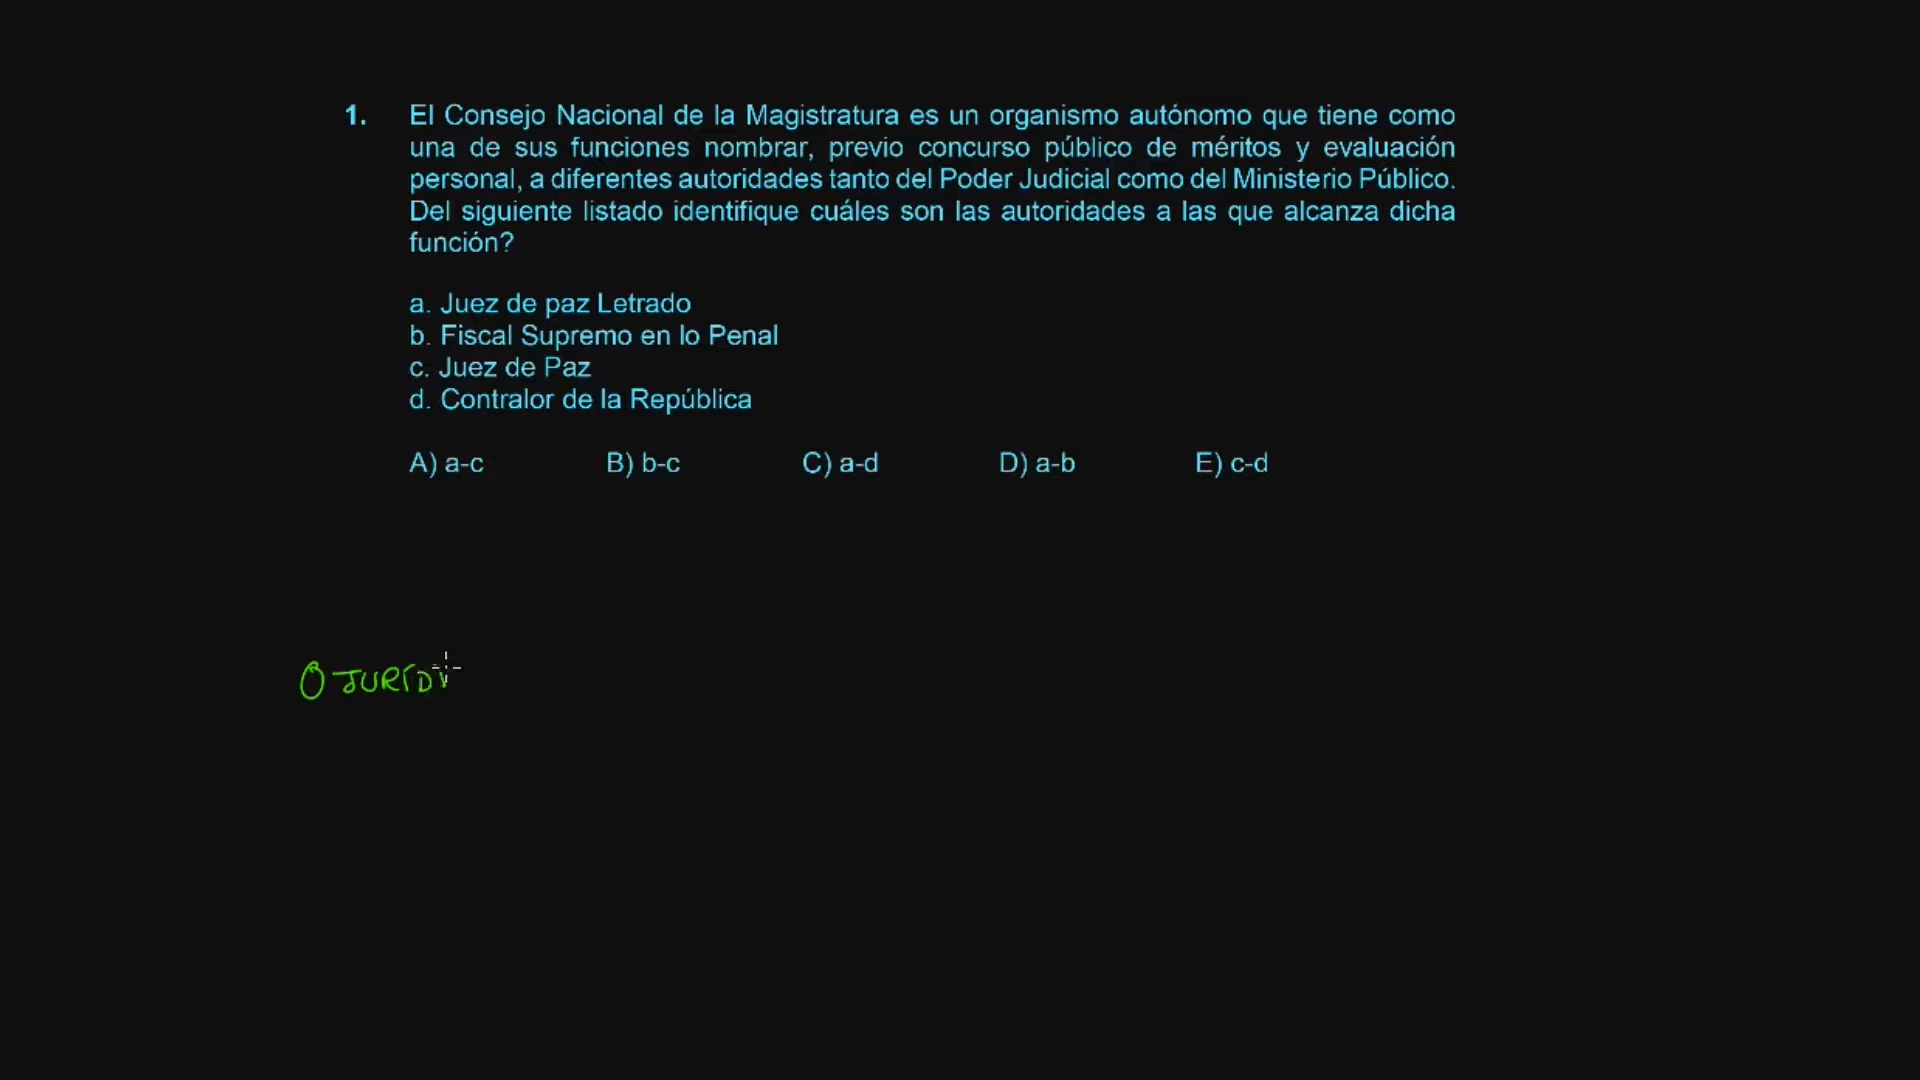 1. El Consejo Nacional de la Magistratura es un organismo autónomo que tiene como
una de sus funciones nombrar, previo concurso público de méritos y evaluación
personal, a diferentes autoridades tanto del Poder Judicial como del Ministerio Público.
Del siguiente listado identifique cuáles son las autoridades a las que alcanza dicha
función?
a. Juez de paz Letrado
b. Fiscal Supremo en lo Penal
c. Juez de Paz
d. Contralor de la República
A) a-c B) b-c C) a-d D) a-b E) c-d
O JURÍDI